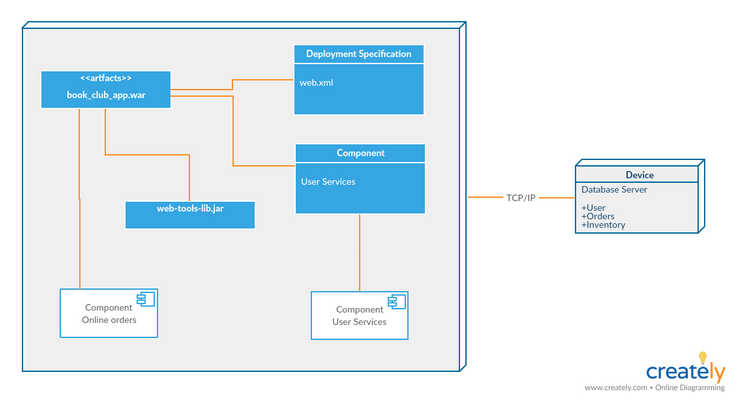 <<artfacts>>
book_club_app.war
Deployment Specification
web.xml
Component
User Services
web-tools-lib.jar
Component
Online orders
Component
User Services
TCP/IP
Device
Database Server
+User
+Orders
+Inventory
creately
www.creately.com • Online Diagramming